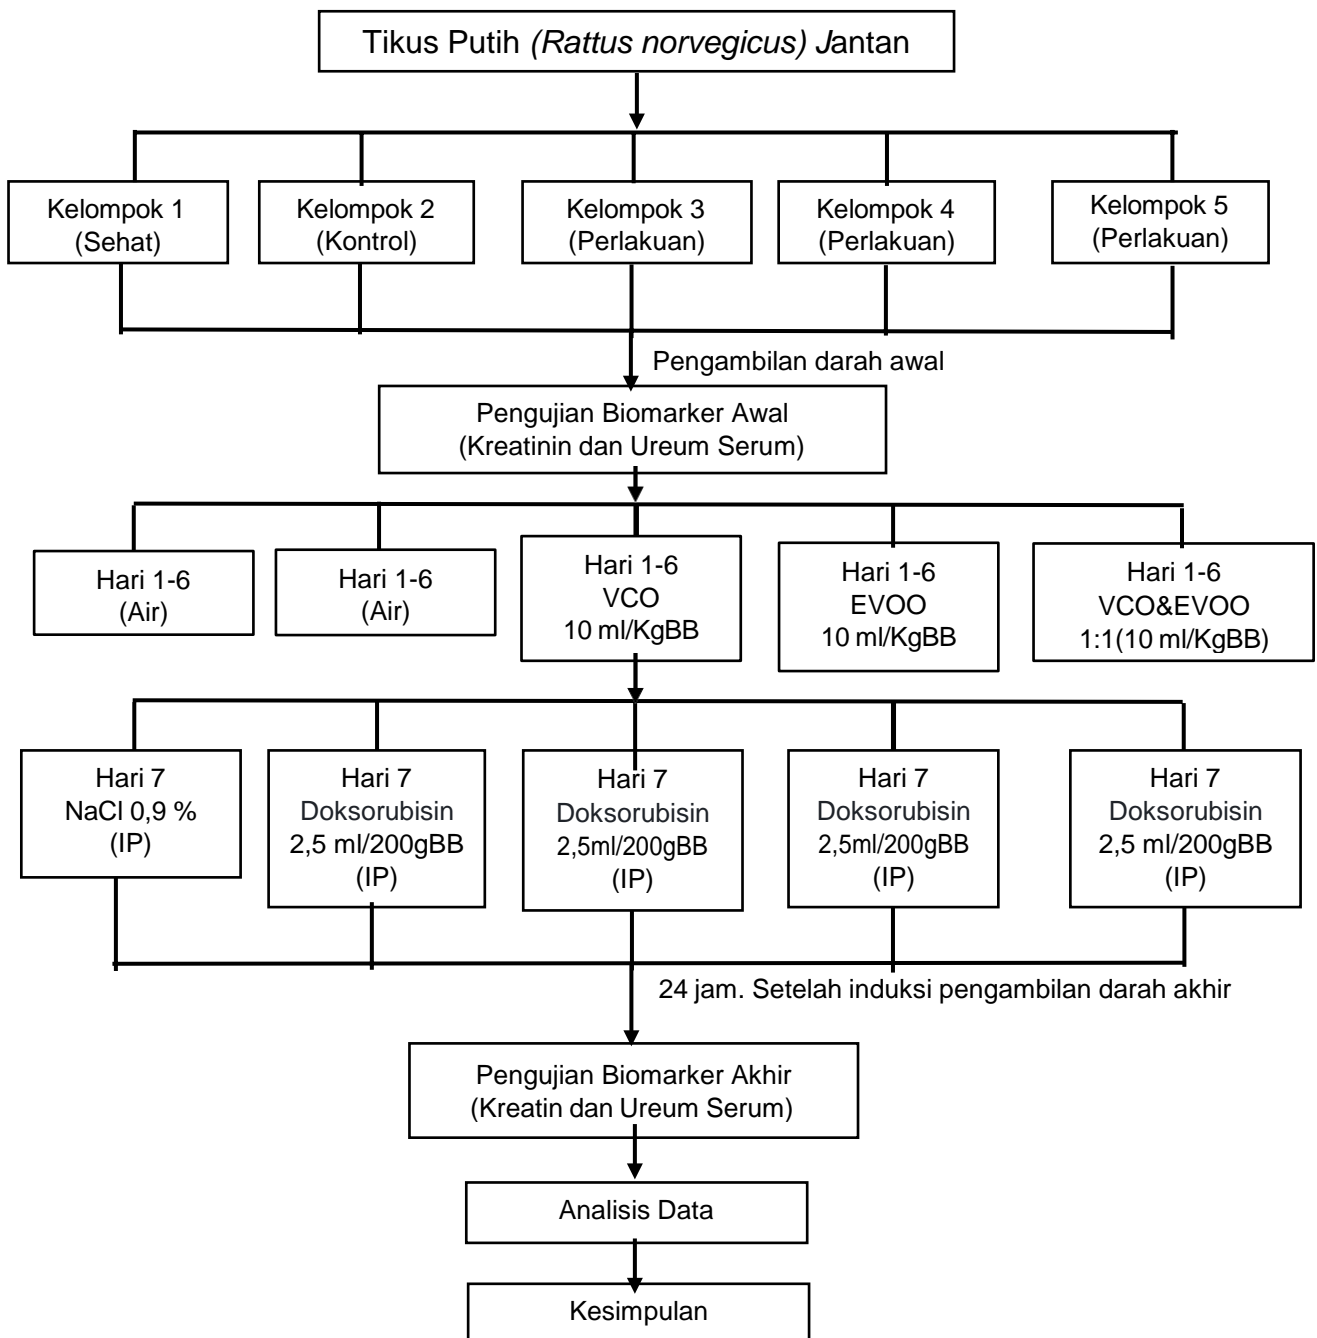 Tikus Putih (Rattus norvegicus) Jantan
Kelompok 1
(Sehat)
Kelompok 2
(Kontrol)
Kelompok 3
(Perlakuan)
Kelompok 4
(Perlakuan)
Kelompok 5
(Perlakuan)
Pengambilan darah awal
Pengujian Biomarker Awal
(Kreatinin dan Ureum Serum)
Hari 1-6
(Air)
Hari 1-6
(Air)
Hari 1-6
VCO
10 ml/KgBB
Hari 1-6
EVOO
10 ml/KgBB
Hari 1-6
VCO&EVOO
1:1(10 ml/KgBB)
Hari 7
NaCl 0,9 %
(IP)
Hari 7
Doksorubisin
2,5 ml/200gBB
(IP)
Hari 7
Doksorubisin
2,5ml/200gBB
(IP)
Hari 7
Doksorubisin
2,5ml/200gBB
(IP)
Hari 7
Doksorubisin
2,5 ml/200gBB
(IP)
24 jam. Setelah induksi pengambilan darah akhir
Pengujian Biomarker Akhir
(Kreatin dan Ureum Serum)
Analisis Data
Kesimpulan